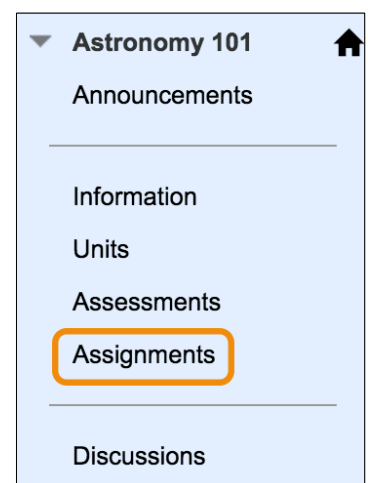 Astronomy 101
Announcements
Information
Units
Assessments
Assignments
Discussions